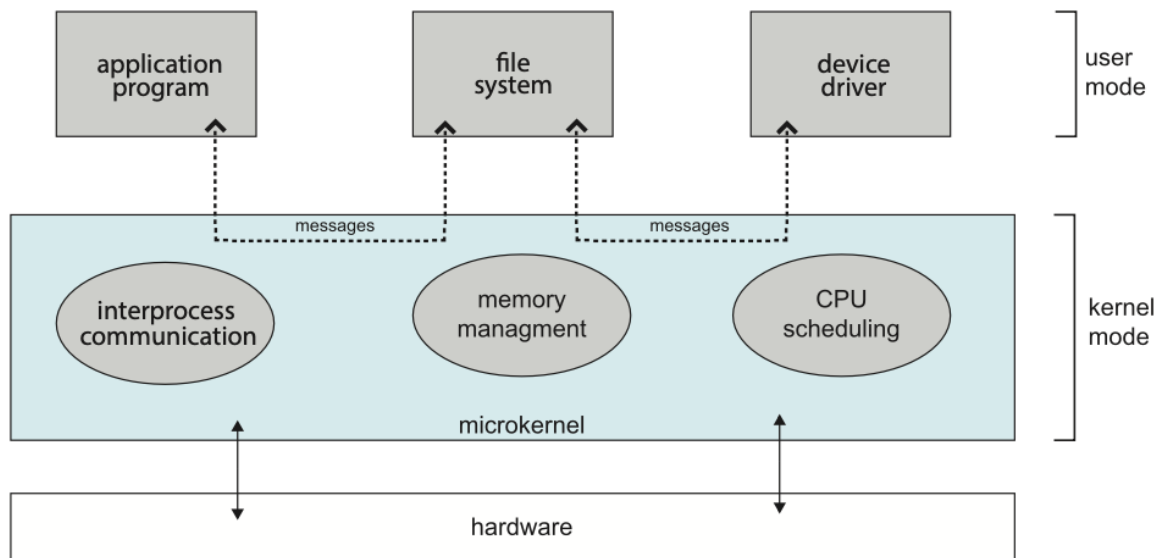 application
program
file
system
device
driver
user
mode
messages
messages
interprocess
communication
memory
managment
CPU
scheduling
kernel
mode
microkernel
hardware